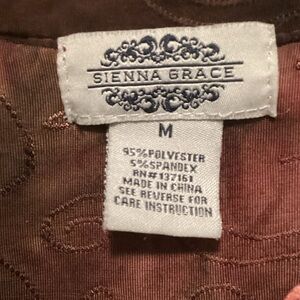 SIENNA GRACE
M
95%POLYESTER
5%SPANDEX
RN#137161
MADE IN CHINA
SEE REVERSE FOR
CARE INSTRUCTION